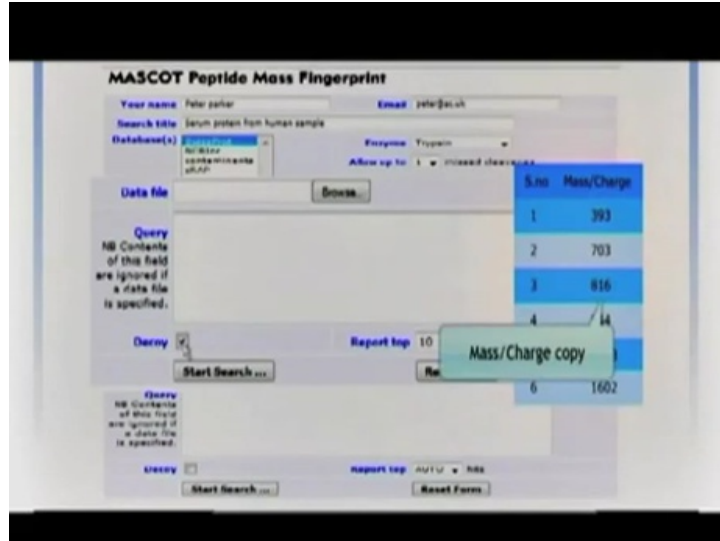 MASCOT Peptide Mass Fingerprint
Your name Peter parker Email
Search title Serum protein from human sample
Database(s) Enzyme Trypsin
contaminants
Allow up to 1 missed cleavages
Data file Browse..
Query
NB Contents
of this field
are ignored if
a data file
is specified.
Decoy Report top 10
Start Search ...
S.no Mass/Charge
1 393
2 703
3 816
4
6 1602
Mass/Charge copy
Query
NB Contents
of this field
are ignored if
a data file
is specified.
Decoy Report top AUTO hits
Start Search ... Reset Form